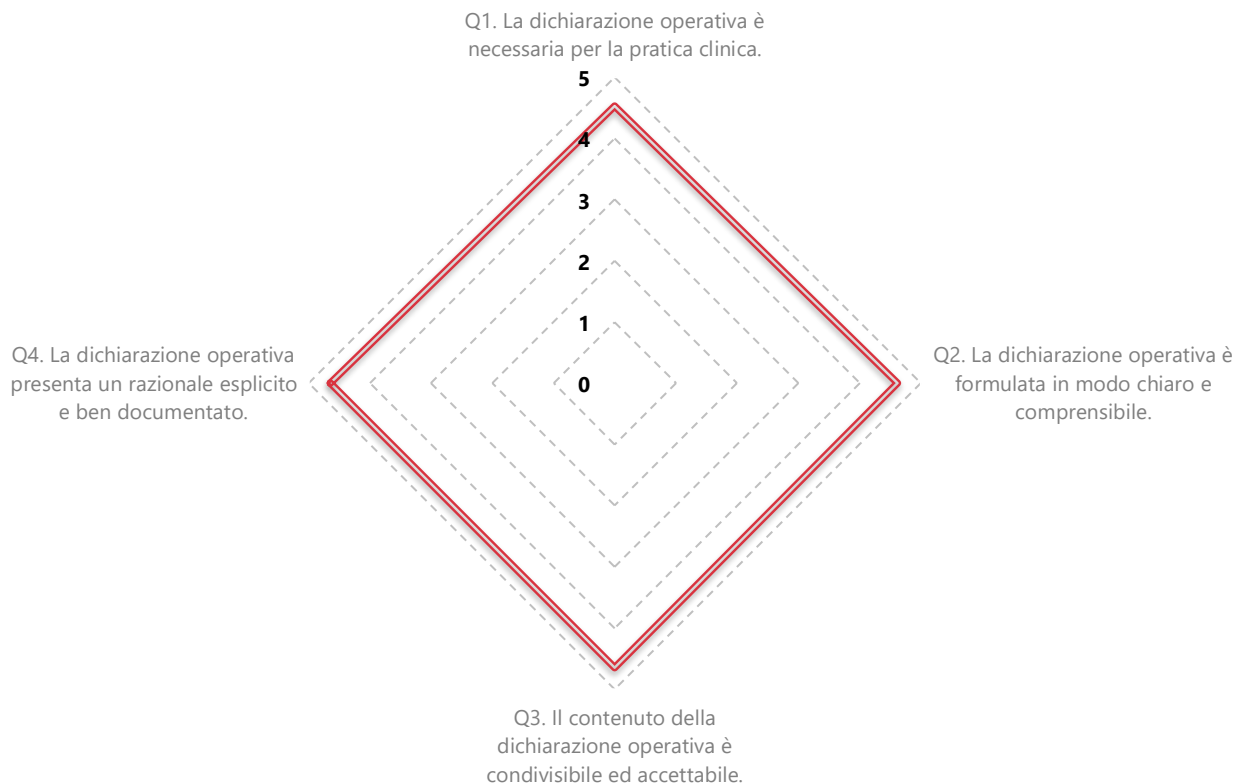 Q1. La dichiarazione operativa è
necessaria per la pratica clinica.
5
4
3
2
1
0
Q4. La dichiarazione operativa
presenta un razionale esplicito
e ben documentato.
Q2. La dichiarazione operativa è
formulata in modo chiaro e
comprensibile.
Q3. Il contenuto della
dichiarazione operativa è
condivisibile ed accettabile.